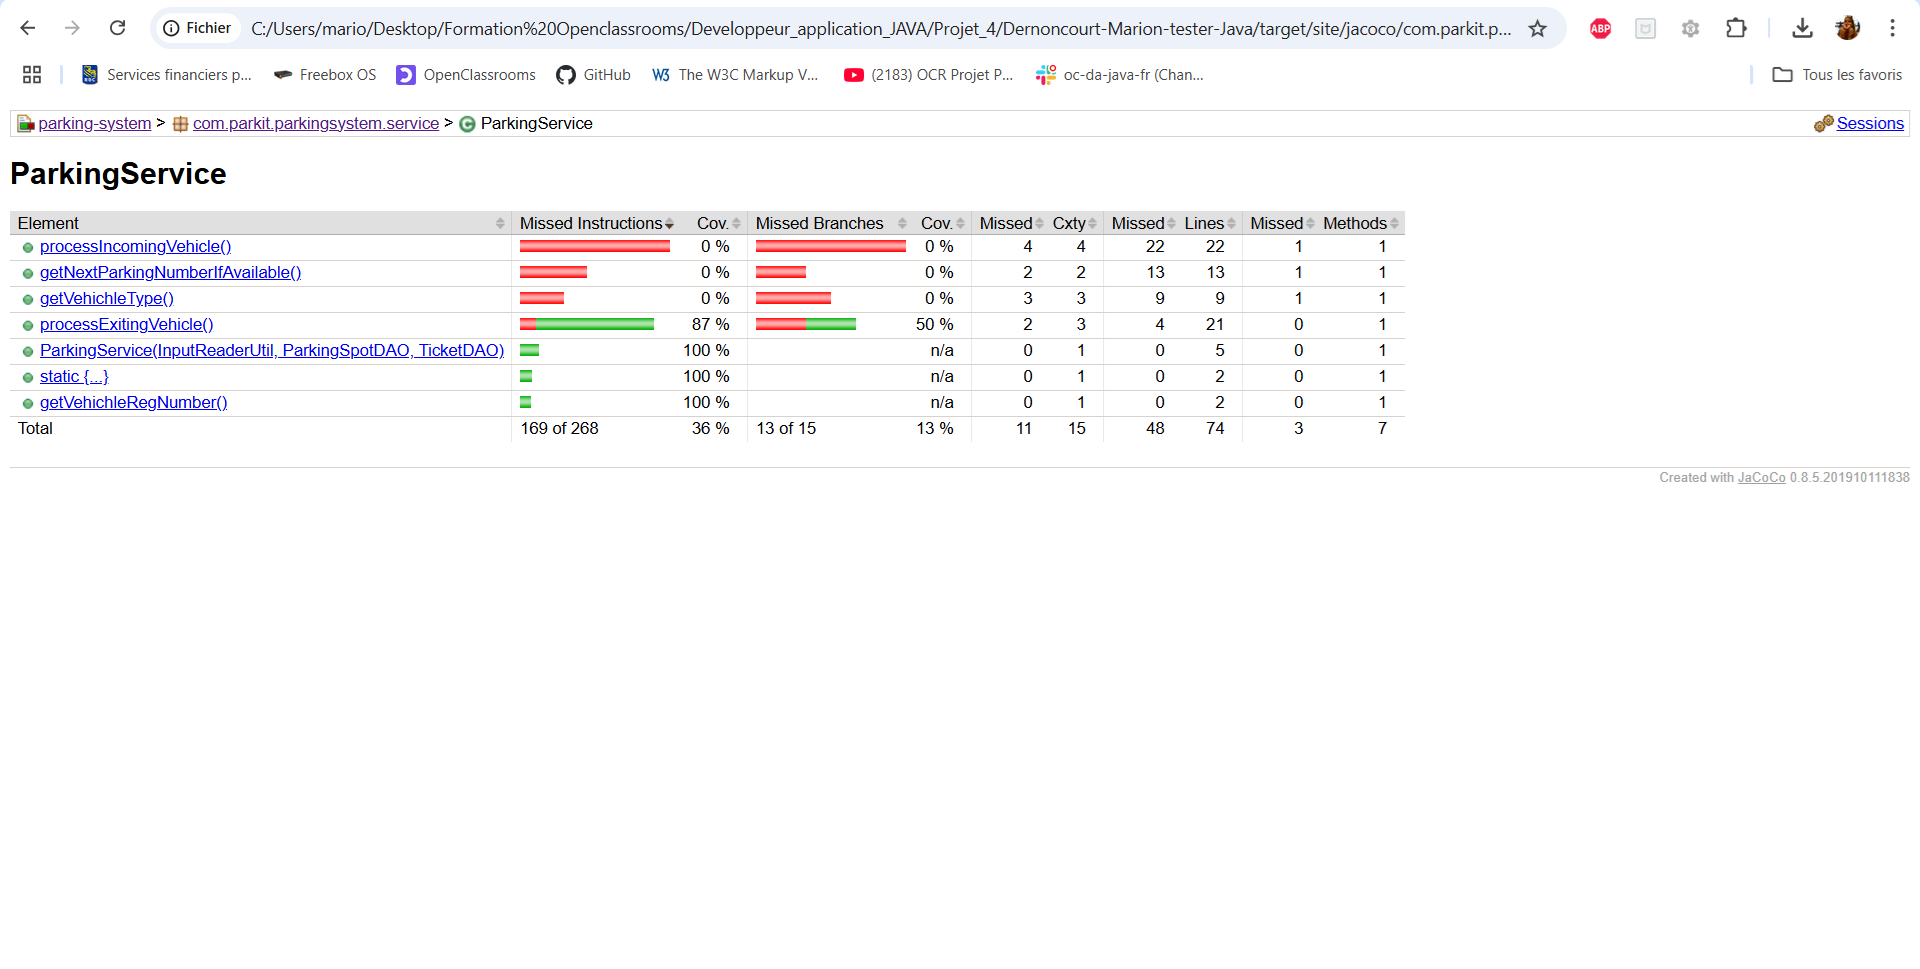 Fichier C:/Users/mario/Desktop/Formation%20Openclassrooms/Developpeur_application_JAVA/Projet_4/Dernoncourt-Marion-tester-Java/target/site/jacoco/com.parkit.p... ABP
Services financiers p... Freebox OS OpenClassrooms GitHub W3 The W3C Markup V... (2183) OCR Projet P... oc-da-java-fr (Chan... Tous les favoris
parking-system > com.parkit.parkingsystem.service > C ParkingService Sessions
ParkingService
Element Missed Instructions Cov. Missed Branches Cov. Missed Cxty Missed Lines Missed Methods
processIncomingVehicle() 0 % 0 % 4 4 22 22 1 1
getNextParkingNumberIfAvailable() 0 % 0 % 2 2 13 13 1 1
getVehichleType() 0 % 0 % 3 3 9 9 1 1
processExitingVehicle() 87 % 50 % 2 3 4 21 0 1
ParkingService(InputReaderUtil, ParkingSpotDAO, TicketDAO) 100 % n/a 0 1 0 5 0 1
static {...} 100 % n/a 0 1 0 2 0 1
getVehichleRegNumber() 100 % n/a 0 1 0 2 0 1
Total 169 of 268 36 % 13 of 15 13 % 11 15 48 74 3 7
Created with JaCoCo 0.8.5.201910111838